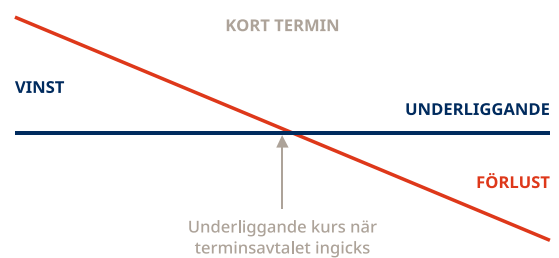 KORT TERMIN
VINST
UNDERLIGGANDE
FÖRLUST
Underliggande kurs när
terminsavtalet ingicks